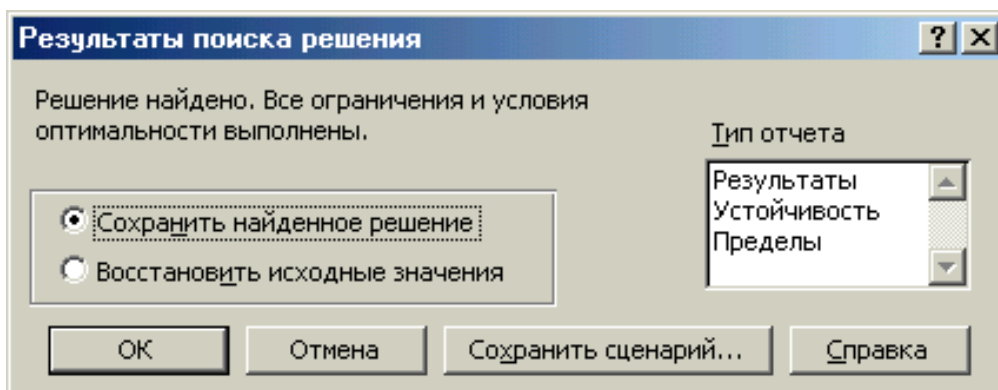 Результаты поиска решения
Решение найдено. Все ограничения и условия
оптимальности выполнены.
Тип отчета
Результаты
Устойчивость
Пределы
Сохранить найденное решение
Восстановить исходные значения
ОК
Отмена
Сохранить сценарий...
Справка